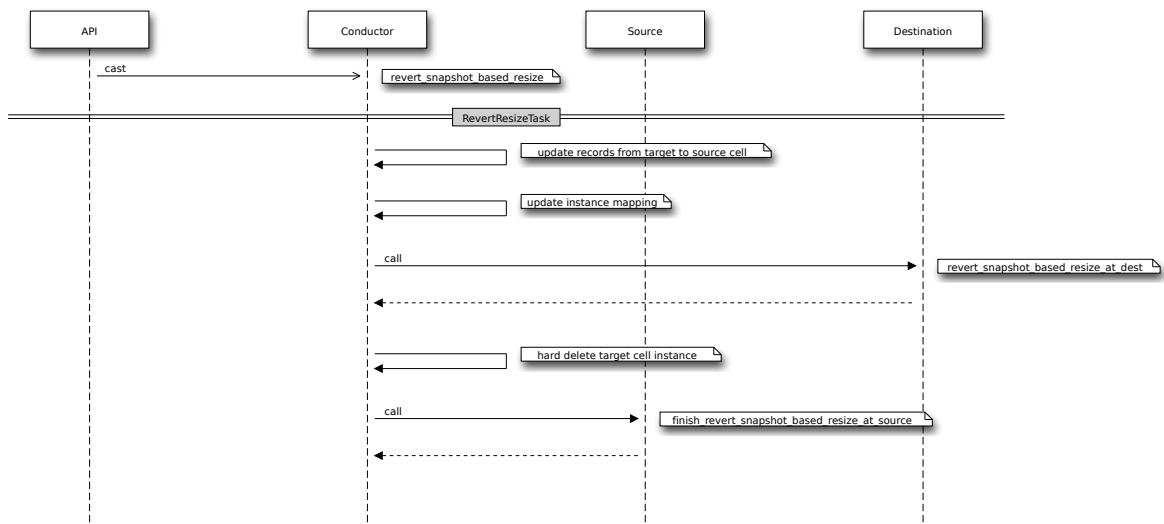 API
Conductor
Source
Destination
cast
revert_snapshot_based_resize
RevertResizeTask
update records from target to source cell
update instance mapping
call
revert_snapshot_based_resize_at_dest
hard delete target cell instance
call
finish_revert_snapshot_based_resize_at_source